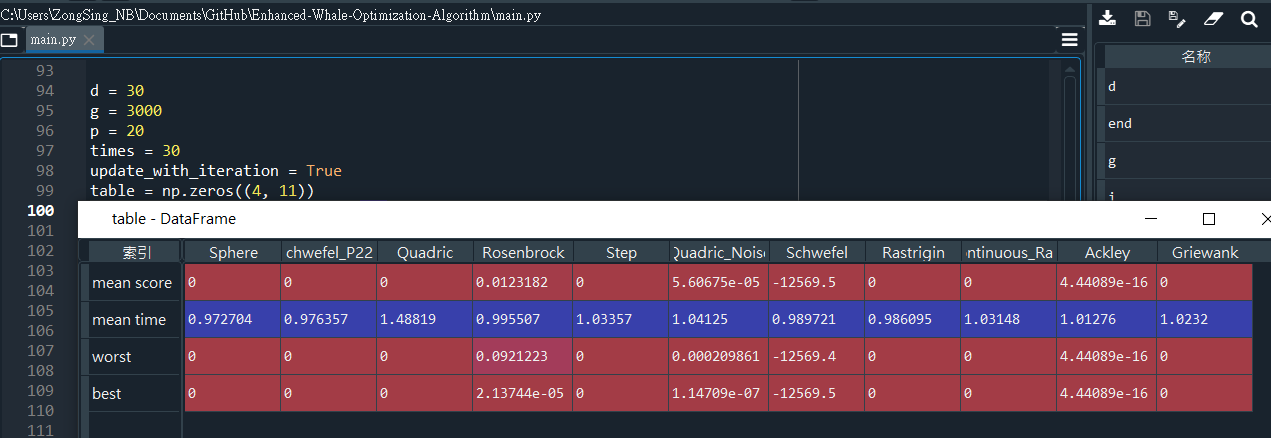 C:\Users\ZongSing_NB\Documents\GitHub\Enhanced-Whale-Optimization-Algorithm\main.py
main.py
93
94 d = 30
95 g = 3000
96 p = 20
97 times = 30
98 update_with_iteration = True
99 table = np.zeros((4, 11))
100
101
102
103
104
105
106
107
108
109
110
111
名称
d
end
g
table - DataFrame
索引 Sphere chwefel_P22 Quadric Rosenbrock Step Quadric_Noise Schwefel Rastrigin ntinuous_Ra Ackley Griewank
mean score 0 0 0 0.0123182 0 5.60675e-05 -12569.5 0 0 4.44089e-16 0
mean time 0.972704 0.976357 1.48819 0.995507 1.03357 1.04125 0.989721 0.986095 1.03148 1.01276 1.0232
worst 0 0 0 0.0921223 0 0.000209861 -12569.4 0 0 4.44089e-16 0
best 0 0 0 2.13744e-05 0 1.14709e-07 -12569.5 0 0 4.44089e-16 0